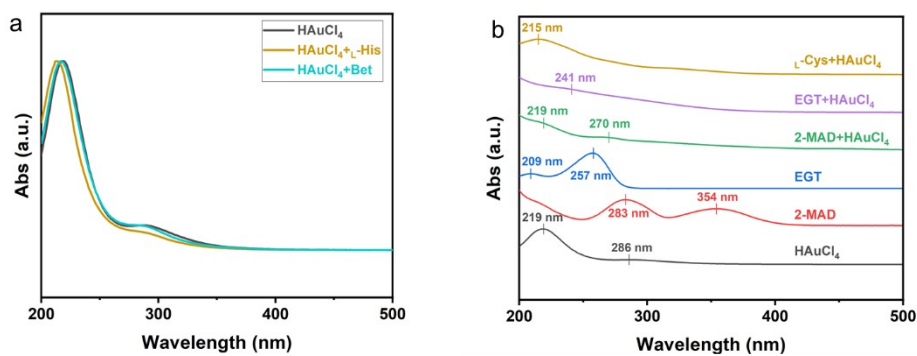 a
HAuCl₄
HAuCl₄+ʟ-His
HAuCl₄+Bet
Abs (a.u.)
200
300
400
500
Wavelength (nm)
b
215 nm
ʟ-Cys+HAuCl₄
241 nm
EGT+HAuCl₄
219 nm
270 nm
2-MAD+HAuCl₄
209 nm
257 nm
EGT
354 nm
283 nm
2-MAD
219 nm
286 nm
HAuCl₄
Abs (a.u.)
200
300
400
500
Wavelength (nm)